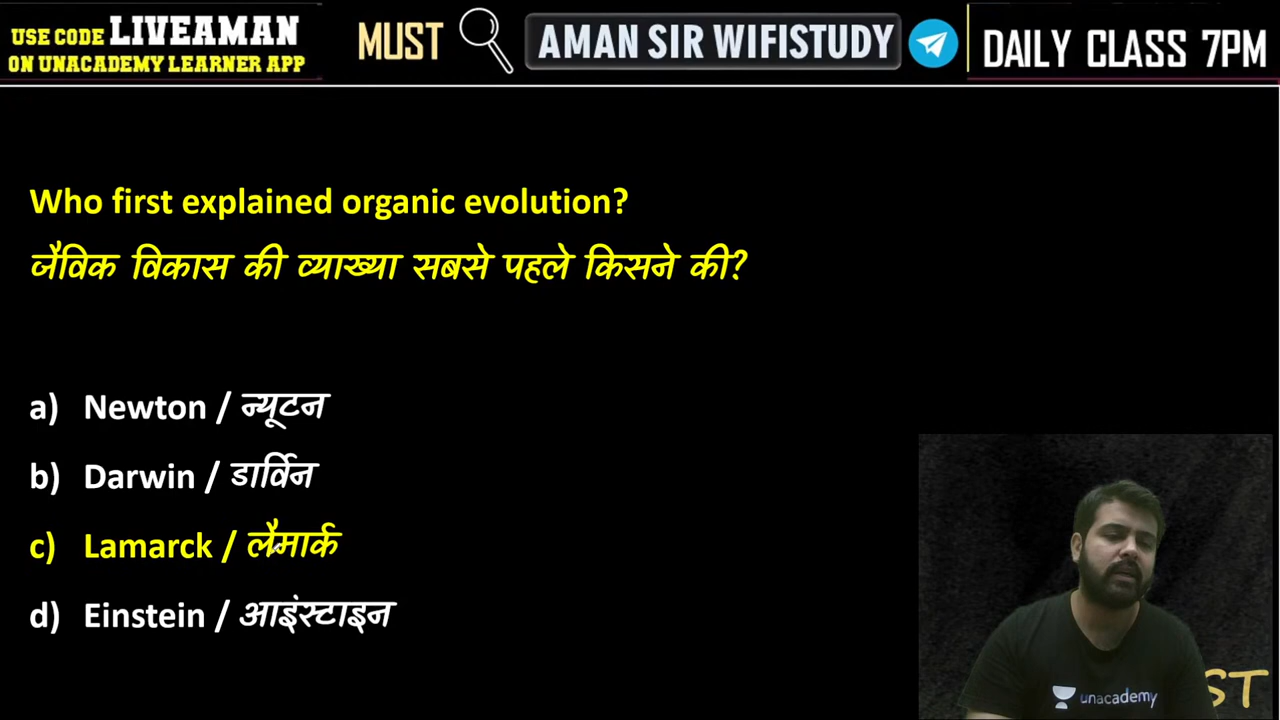 USE CODE LIVEAMAN
ON UNACADEMY LEARNER APP
MUST
AMAN SIR WIFISTUDY
DAILY CLASS 7PM
Who first explained organic evolution?
जैविक विकास की व्याख्या सबसे पहले किसने की?
a) Newton / न्यूटन
b) Darwin / डार्विन
c) Lamarck / लैमार्क
d) Einstein / आइंस्टाइन
unacademy
ST